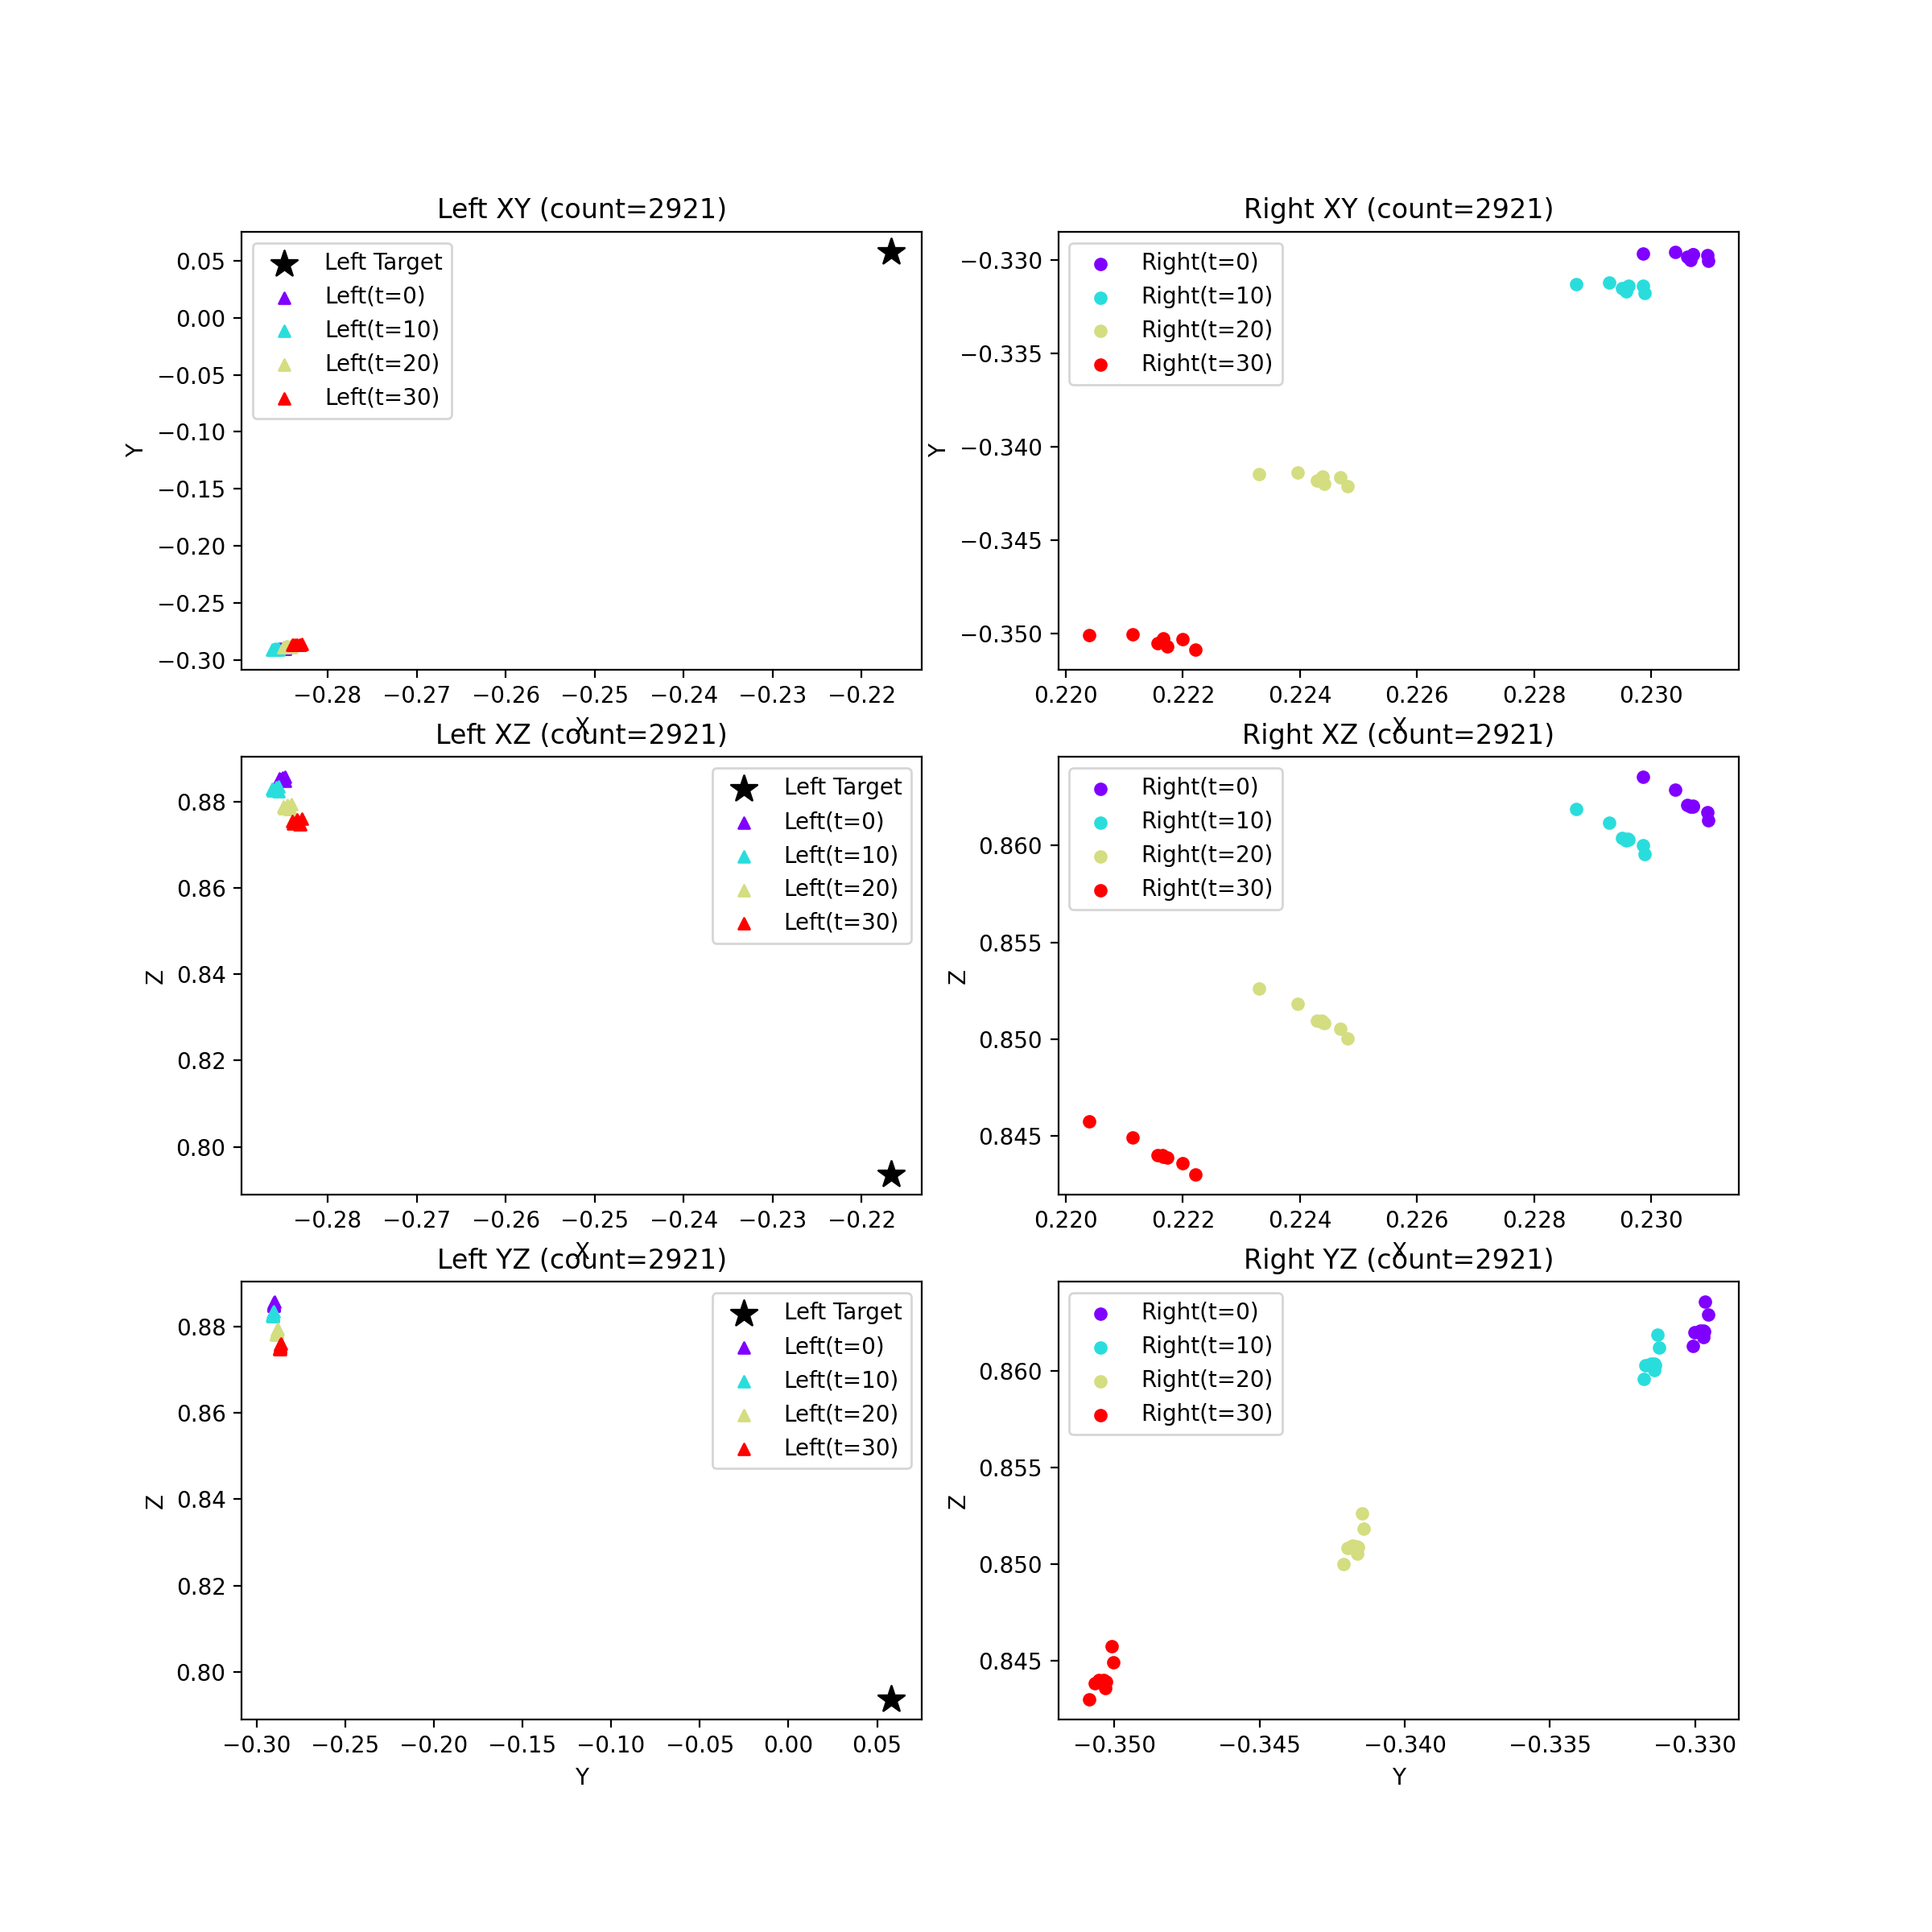 Left XY (count=2921)
Right XY (count=2921)
0.05
0.00
−0.05
−0.10
−0.15
−0.20
−0.25
−0.30
Y
Left Target
Left(t=0)
Left(t=10)
Left(t=20)
Left(t=30)
−0.28
−0.27
−0.26
−0.25
−0.24
−0.23
−0.22
X
−0.330
−0.335
−0.340
−0.345
−0.350
Y
Right(t=0)
Right(t=10)
Right(t=20)
Right(t=30)
0.220
0.222
0.224
0.226
0.228
0.230
X
Left XZ (count=2921)
Right XZ (count=2921)
0.88
0.86
0.84
0.82
0.80
Z
Left Target
Left(t=0)
Left(t=10)
Left(t=20)
Left(t=30)
−0.28
−0.27
−0.26
−0.25
−0.24
−0.23
−0.22
X
0.860
0.855
0.850
0.845
Z
Right(t=0)
Right(t=10)
Right(t=20)
Right(t=30)
0.220
0.222
0.224
0.226
0.228
0.230
X
Left YZ (count=2921)
Right YZ (count=2921)
0.88
0.86
0.84
0.82
0.80
Z
Left Target
Left(t=0)
Left(t=10)
Left(t=20)
Left(t=30)
−0.30
−0.25
−0.20
−0.15
−0.10
−0.05
0.00
0.05
Y
0.860
0.855
0.850
0.845
Z
Right(t=0)
Right(t=10)
Right(t=20)
Right(t=30)
−0.350
−0.345
−0.340
−0.335
−0.330
Y